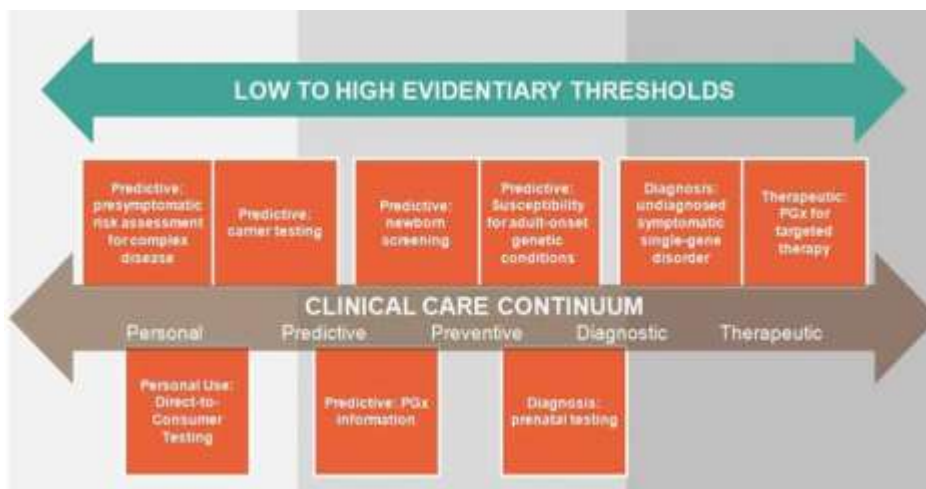 LOW TO HIGH EVIDENTIARY THRESHOLDS
Predictive:
presymptomatic
risk assessment
for complex
disease
Predictive:
carrier testing
Predictive:
newborn
screening
Predictive:
Susceptibility
for adult-onset
genetic
conditions
Diagnosis:
undiagnosed
symptomatic
single-gene
disorder
Therapeutic:
PGx for
targeted
therapy
CLINICAL CARE CONTINUUM
Personal Predictive Preventive Diagnostic Therapeutic
Personal Use:
Direct-to-
Consumer
Testing
Predictive: PGx
information
Diagnosis:
prenatal testing